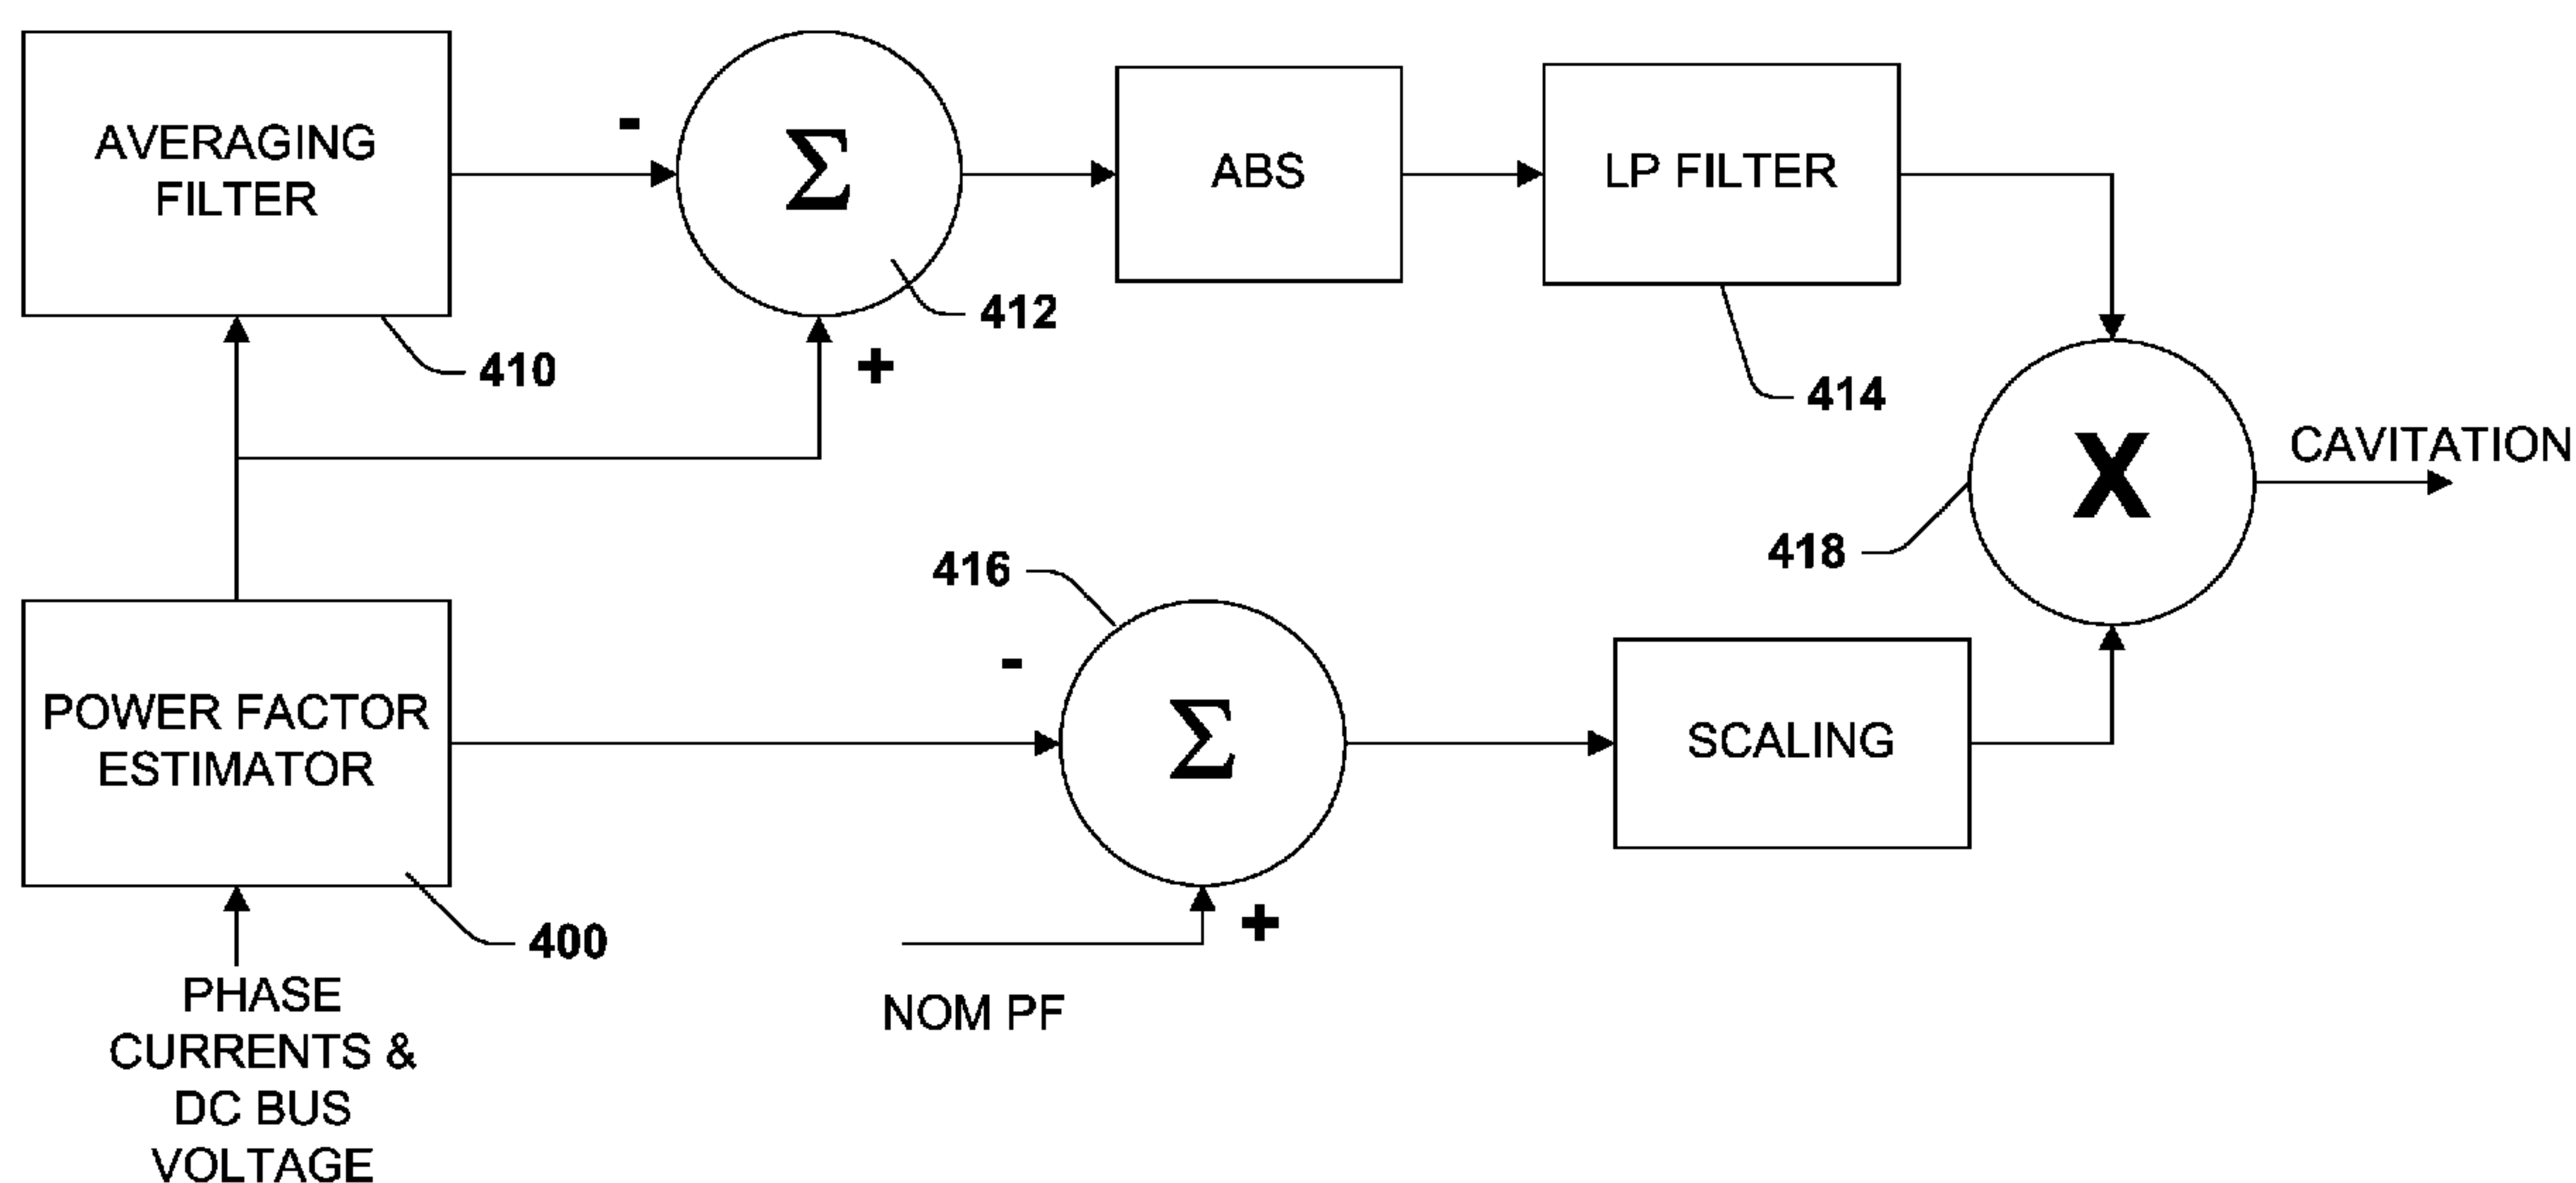 AVERAGING
FILTER
410
-
Σ
+
412
ABS
LP FILTER
414
X
418
CAVITATION
POWER FACTOR
ESTIMATOR
400
PHASE
CURRENTS &
DC BUS
VOLTAGE
416
-
Σ
+
NOM PF
SCALING